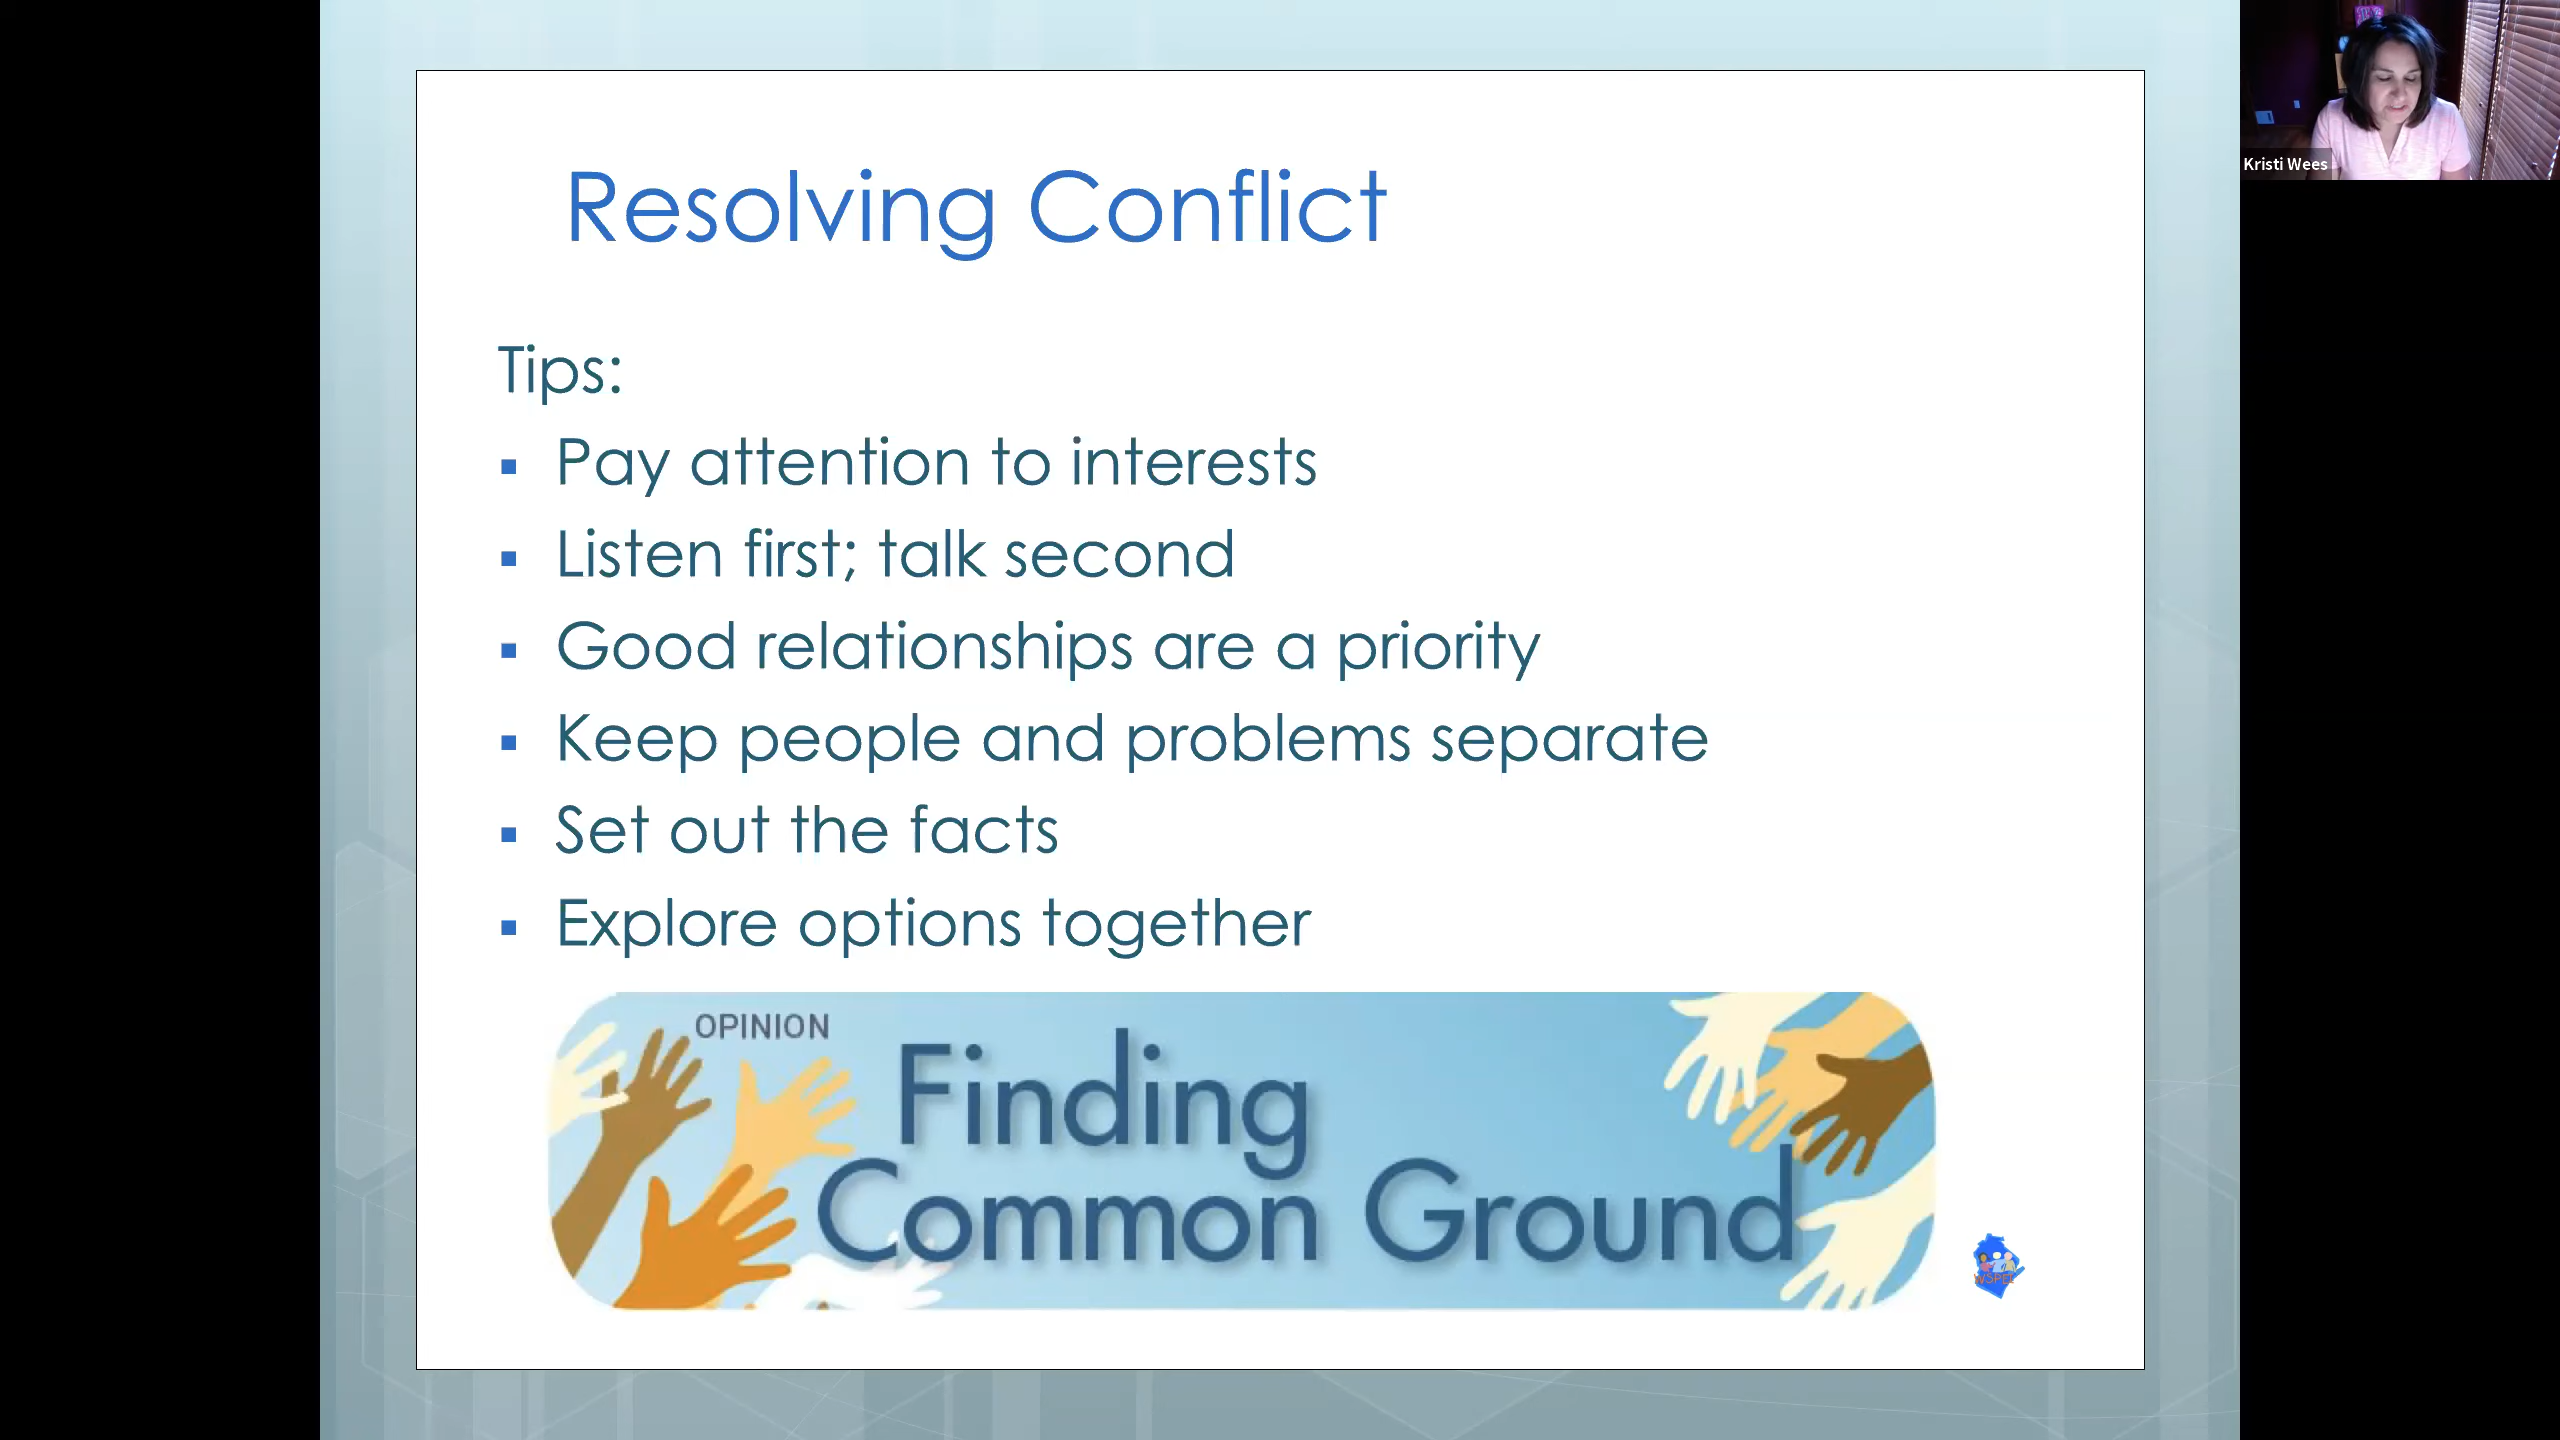 Resolving Conflict
Tips:
Pay attention to interests
Listen first; talk second
Good relationships are a priority
Keep people and problems separate
Set out the facts
Explore options together
OPINION
Finding
Common Ground
WSPEI
Kristi Wees